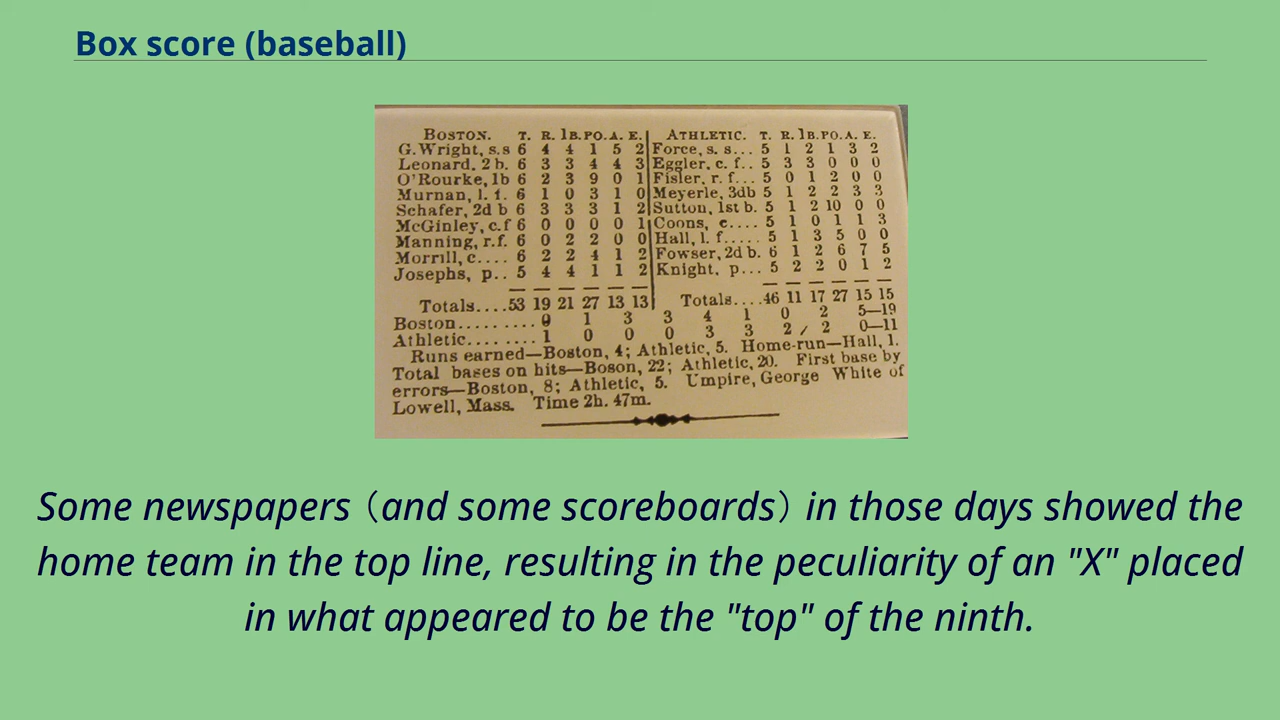 Box score (baseball)
BOSTON. T. R. 1B. PO. A. E. ATHLETIC. T. R. 1B. PO. A. E.
G. Wright, s.s 6 4 4 1 5 2 Force, s. s... 5 1 2 1 3 2
Leonard, 2 b. 6 3 3 4 4 3 Eggler, c. f.. 5 3 3 0 0 0
O'Rourke, 1b 6 2 3 9 0 1 Fisler, r. f... 5 0 1 2 0 0
Murnan, l. f. 6 1 0 3 1 0 Meyerle, 3db 5 1 2 2 3 3
Schafer, 2d b 6 3 3 3 1 2 Sutton, 1st b. 5 1 2 10 0 0
McGinley, c.f 6 0 0 0 0 1 Coons, c.... 5 1 0 1 1 3
Manning, r.f. 6 0 2 2 0 0 Hall, l. f..... 5 1 3 5 0 0
Morrill, c.... 6 2 2 4 1 2 Fowser, 2d b. 6 1 2 6 7 5
Josephs, p.. 5 4 4 1 1 2 Knight, p... 5 2 2 0 1 2
Totals....53 19 21 27 13 13 Totals....46 11 17 27 15 15
Boston.......... 0 1 3 3 4 1 0 2 5—19
Athletic......... 1 0 0 0 3 3 2 2 0—11
Runs earned—Boston, 4; Athletic, 5. Home-run—Hall, 1.
Total bases on hits—Boson, 22; Athletic, 20. First base by
errors—Boston, 8; Athletic, 5. Umpire, George White of
Lowell, Mass. Time 2h. 47m.
Some newspapers (and some scoreboards) in those days showed the
home team in the top line, resulting in the peculiarity of an "X" placed
in what appeared to be the "top" of the ninth.